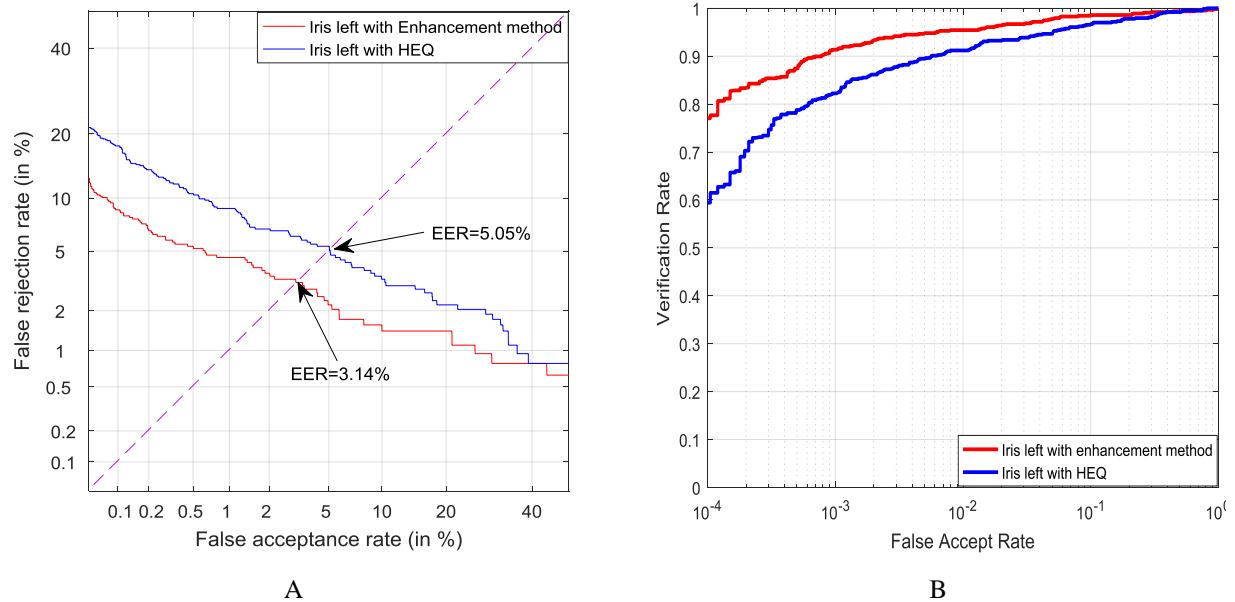 40
20
10
5
2
1
0.5
0.2
0.1
False rejection rate (in %)
Iris left with Enhancement method
Iris left with HEQ
EER=5.05%
EER=3.14%
0.1 0.2 0.5 1 2 5 10 20 40
False acceptance rate (in %)
A
1
0.9
0.8
0.7
0.6
0.5
0.4
0.3
0.2
0.1
0
Verification Rate
Iris left with enhancement method
Iris left with HEQ
10⁻⁴ 10⁻³ 10⁻² 10⁻¹ 10⁰
False Accept Rate
B